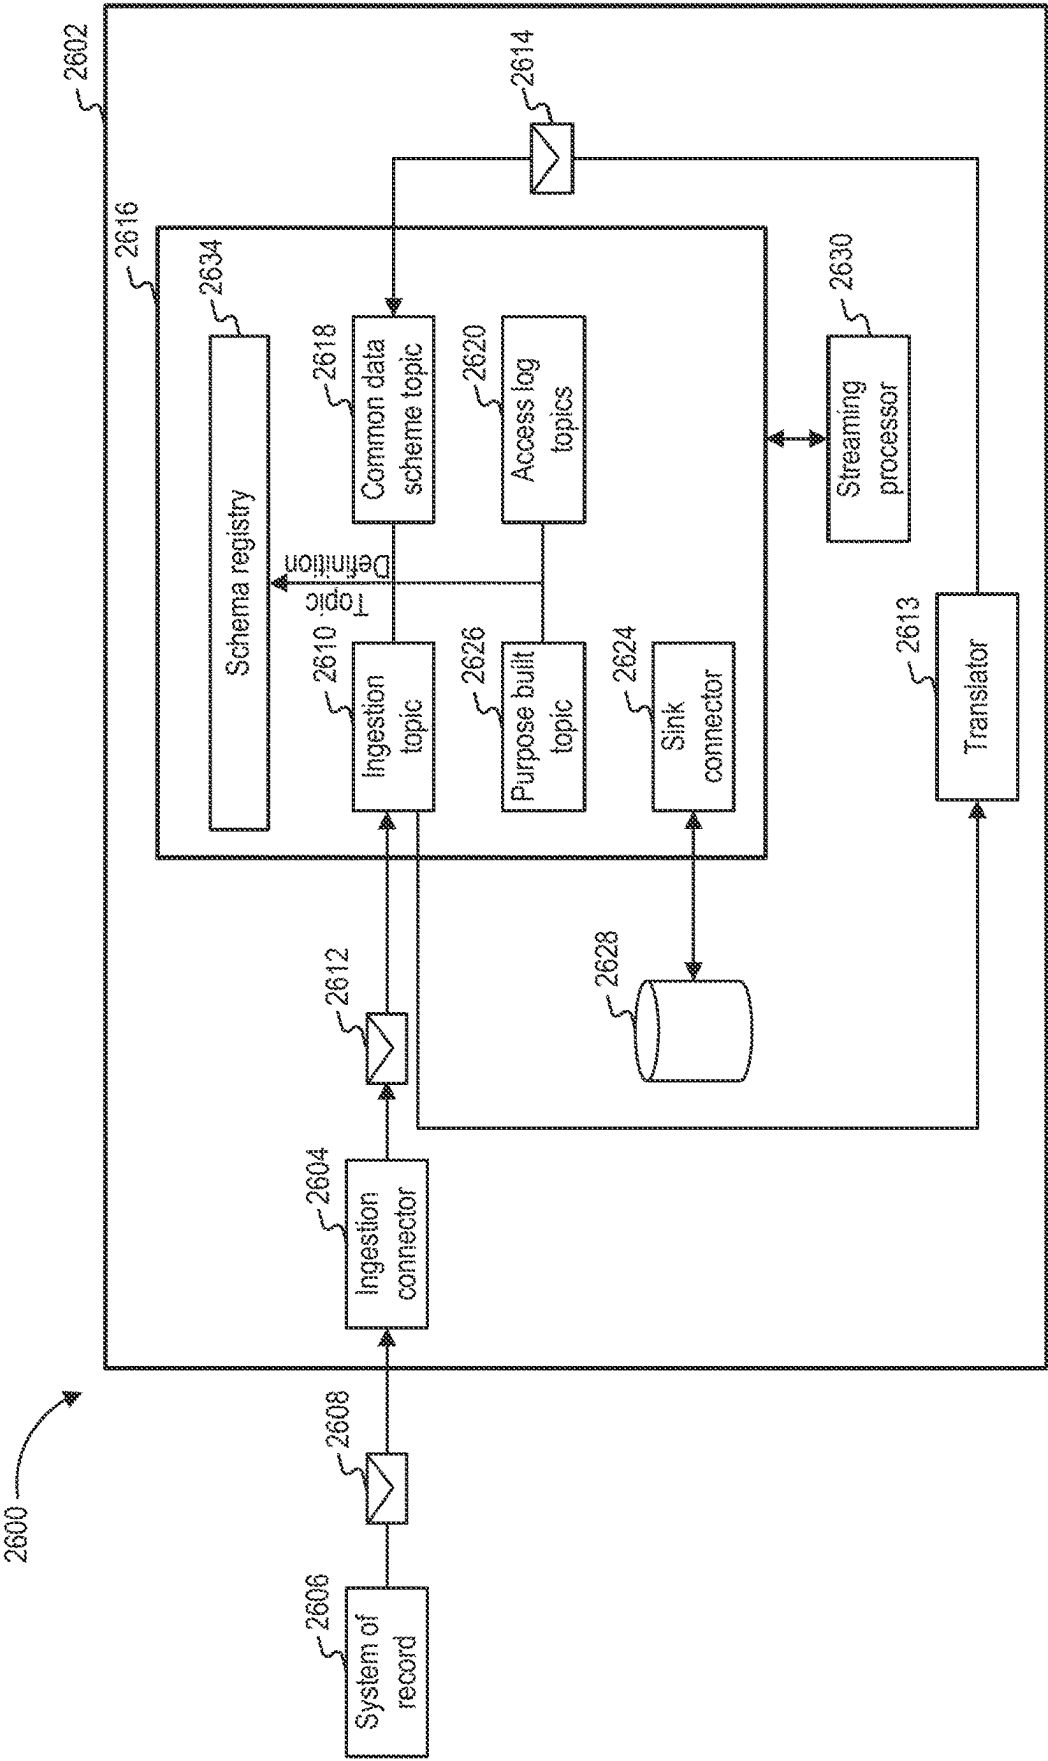 2600
2602
2616
2634
Schema registry
2614
2606
System of
record
2608
2604
Ingestion
connector
2612
2610
Ingestion
topic
Topic
Definition
2618
Common data
scheme topic
2626
Purpose built
topic
2620
Access log
topics
2624
Sink
connector
2628
2630
Streaming
processor
2613
Translator